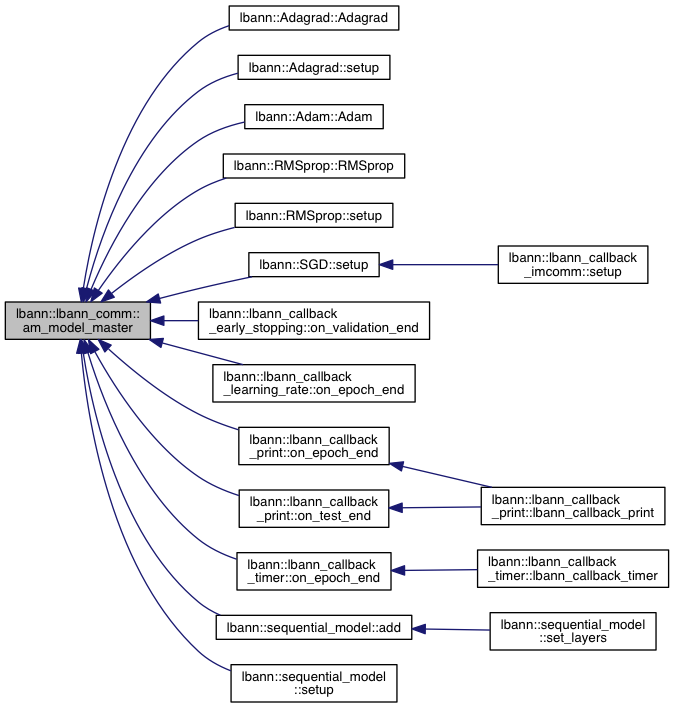 lbann::Adagrad::Adagrad
lbann::Adagrad::setup
lbann::Adam::Adam
lbann::RMSprop::RMSprop
lbann::RMSprop::setup
lbann::SGD::setup
lbann::lbann_callback
_imcomm::setup
lbann::lbann_comm::
am_model_master
lbann::lbann_callback
_early_stopping::on_validation_end
lbann::lbann_callback
_learning_rate::on_epoch_end
lbann::lbann_callback
_print::on_epoch_end
lbann::lbann_callback
_print::on_test_end
lbann::lbann_callback
_print::lbann_callback_print
lbann::lbann_callback
_timer::on_epoch_end
lbann::lbann_callback
_timer::lbann_callback_timer
lbann::sequential_model::add
lbann::sequential_model
::set_layers
lbann::sequential_model
::setup